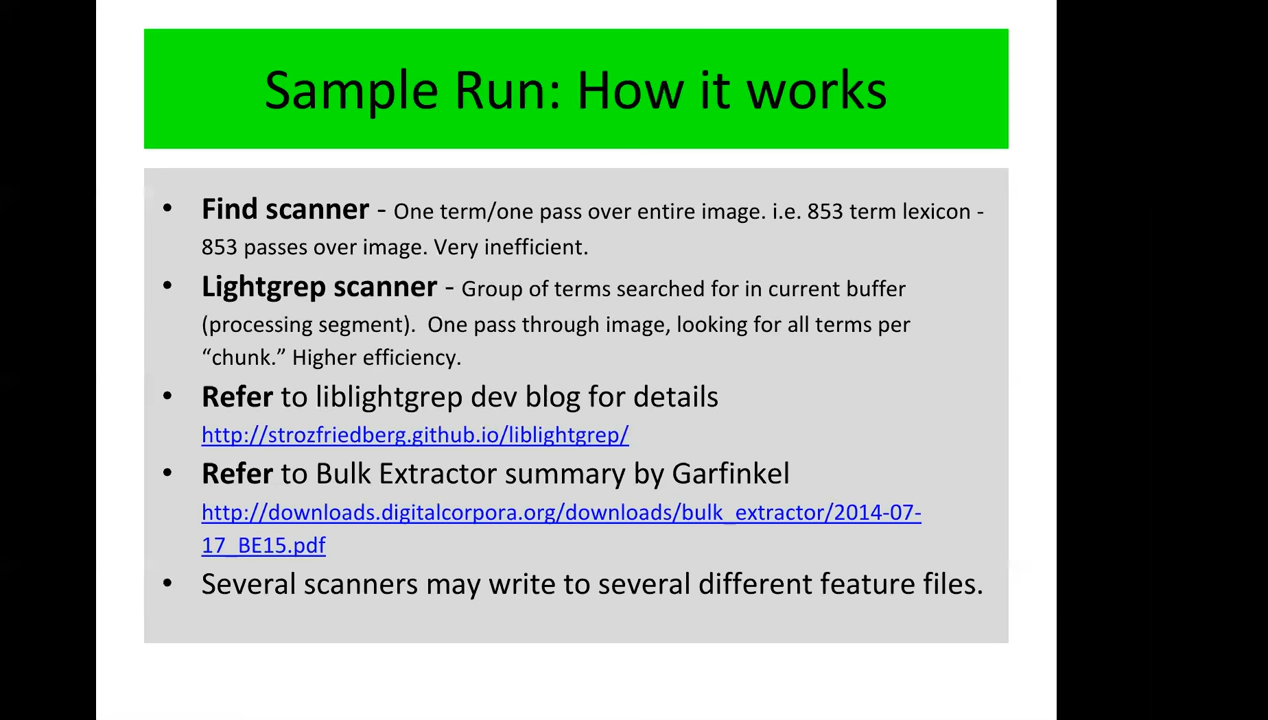 Sample Run: How it works
• Find scanner - One term/one pass over entire image. i.e. 853 term lexicon -
853 passes over image. Very inefficient.
• Lightgrep scanner - Group of terms searched for in current buffer
(processing segment).  One pass through image, looking for all terms per
“chunk.” Higher efficiency.
• Refer to liblightgrep dev blog for details
http://strozfriedberg.github.io/liblightgrep/
• Refer to Bulk Extractor summary by Garfinkel
http://downloads.digitalcorpora.org/downloads/bulk_extractor/2014-07-
17_BE15.pdf
• Several scanners may write to several different feature files.